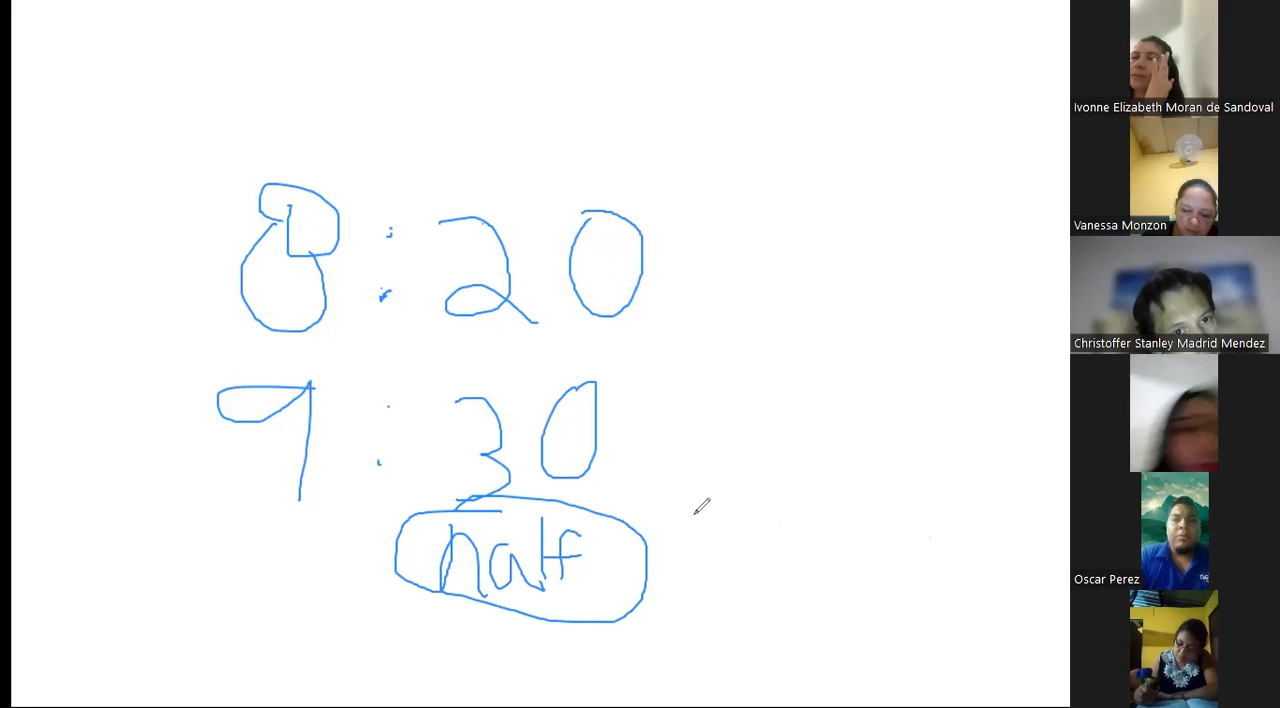 8:20
9:30
half
Ivonne Elizabeth Moran de Sandoval
Vanessa Monzon
Christoffer Stanley Madrid Mendez
Oscar Perez